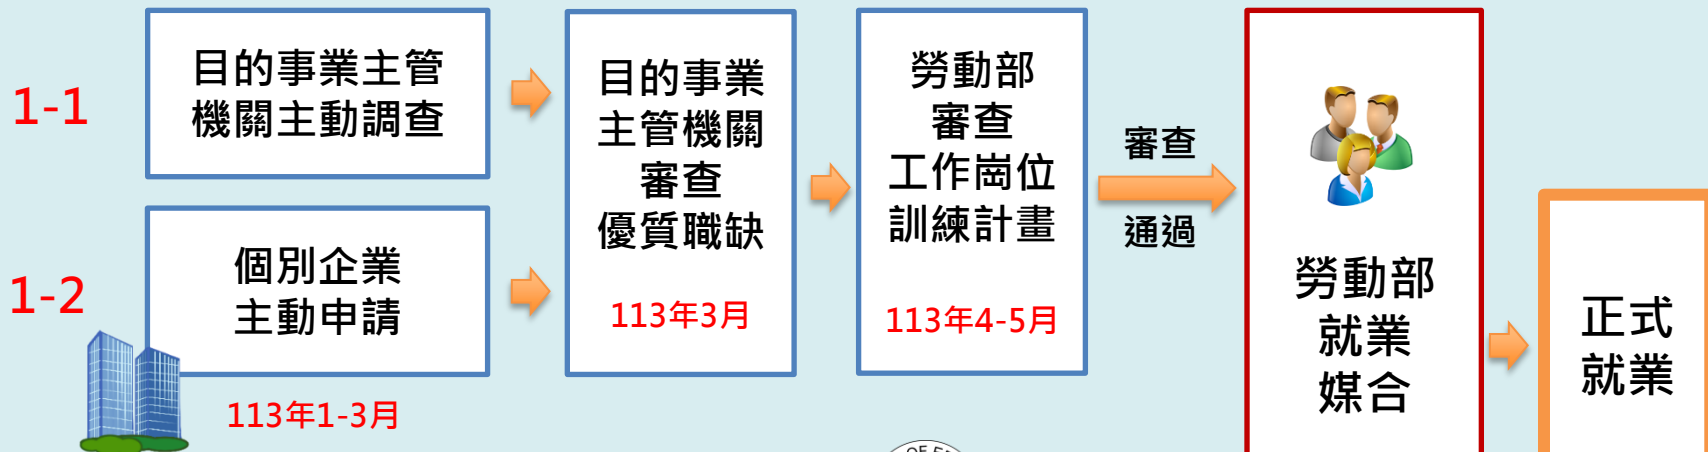 1-1
目的事業主管
機關主動調查
1-2
個別企業
主動申請
113年1-3月
目的事業
主管機關
審查
優質職缺
113年3月
勞動部
審查
工作崗位
訓練計畫
113年4-5月
審查
通過
勞動部
就業
媒合
正式
就業
OF